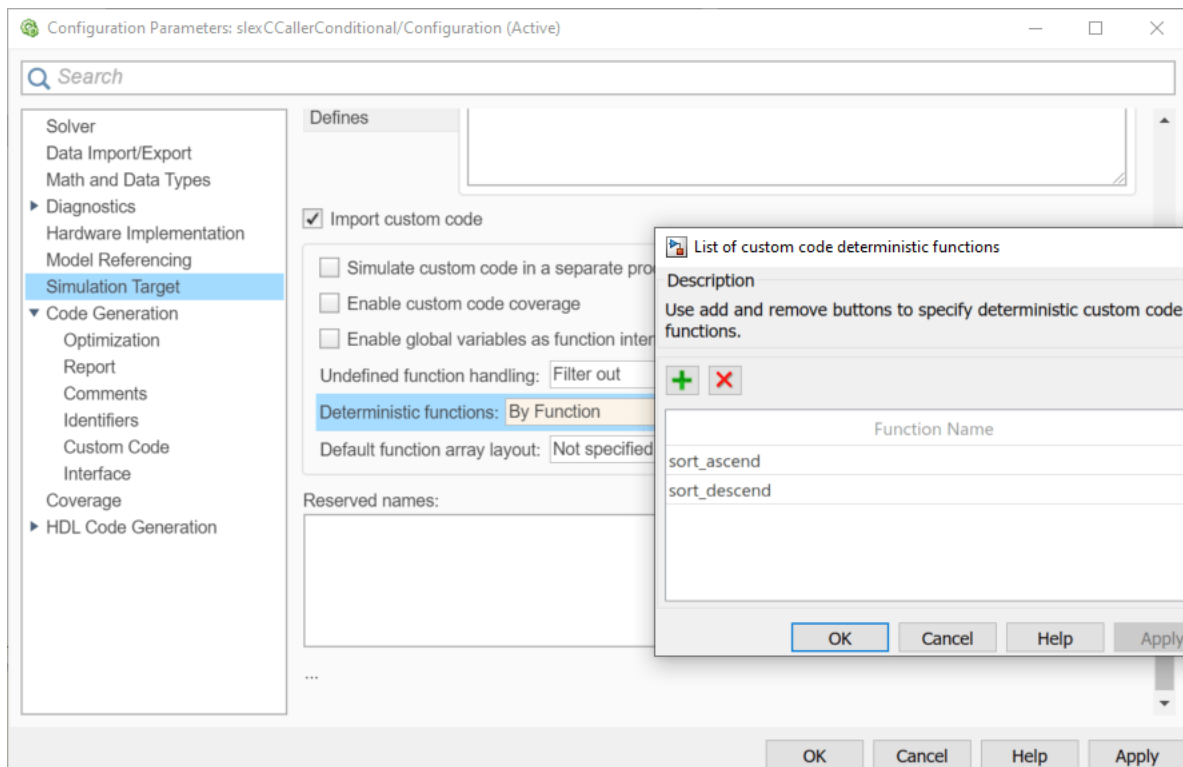 Configuration Parameters: slexCCallerConditional/Configuration (Active)
Search
Solver
Data Import/Export
Math and Data Types
Diagnostics
Hardware Implementation
Model Referencing
Simulation Target
Code Generation
Optimization
Report
Comments
Identifiers
Custom Code
Interface
Coverage
HDL Code Generation
Defines
Import custom code
Simulate custom code in a separate pro
Enable custom code coverage
Enable global variables as function inter
Undefined function handling: Filter out
Deterministic functions: By Function
Default function array layout: Not specified
Reserved names:
...
List of custom code deterministic functions
Description
Use add and remove buttons to specify deterministic custom code
functions.
Function Name
sort_ascend
sort_descend
OK Cancel Help Apply
OK Cancel Help Apply